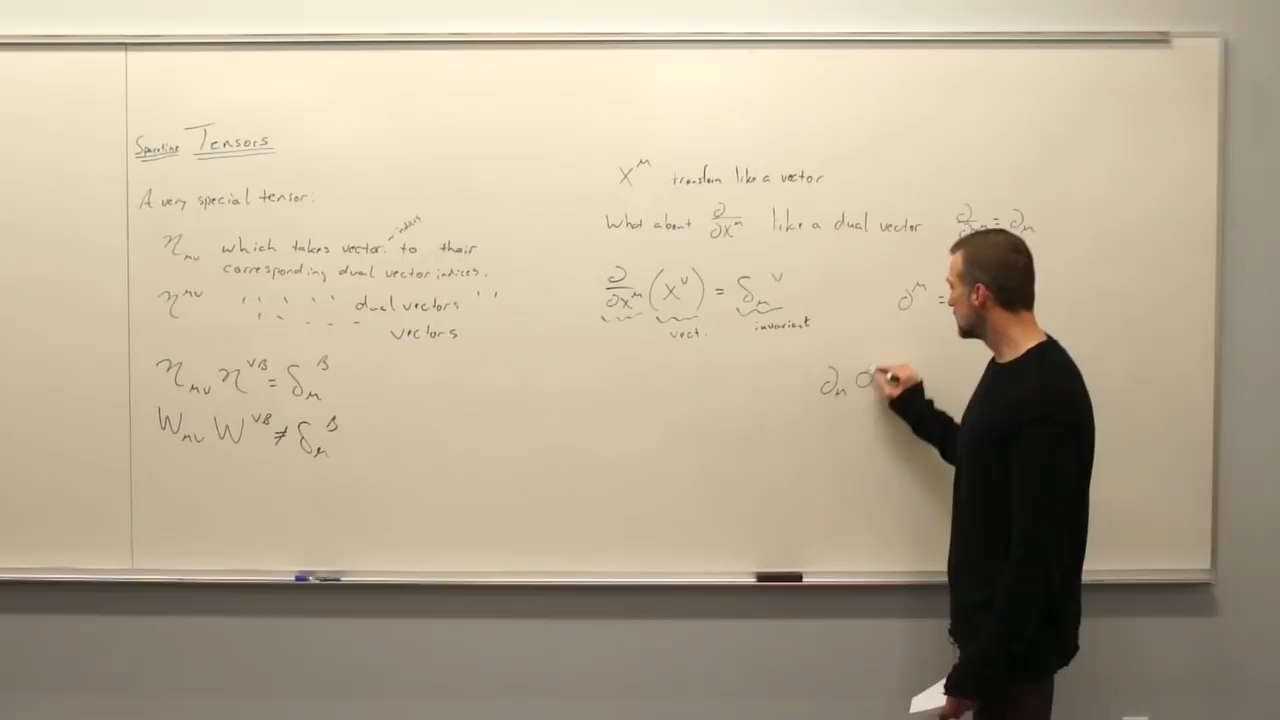 Spacetime Tensors
A very special tensor:
indices
η_μν which takes vector to their
corresponding dual vector indices.
η^μν " " " " dual vectors " "
" - - - vectors
η_μν η^νβ = δ_μ^β
W_μν W^νβ ≠ δ_μ^β
x^μ transform like a vector
What about ∂/∂x^μ like a dual vector ∂/∂x^μ = ∂_μ
∂/∂x^μ (x^ν) = δ_μ^ν
vect. invariant
∂^μ =
∂_μ ∂